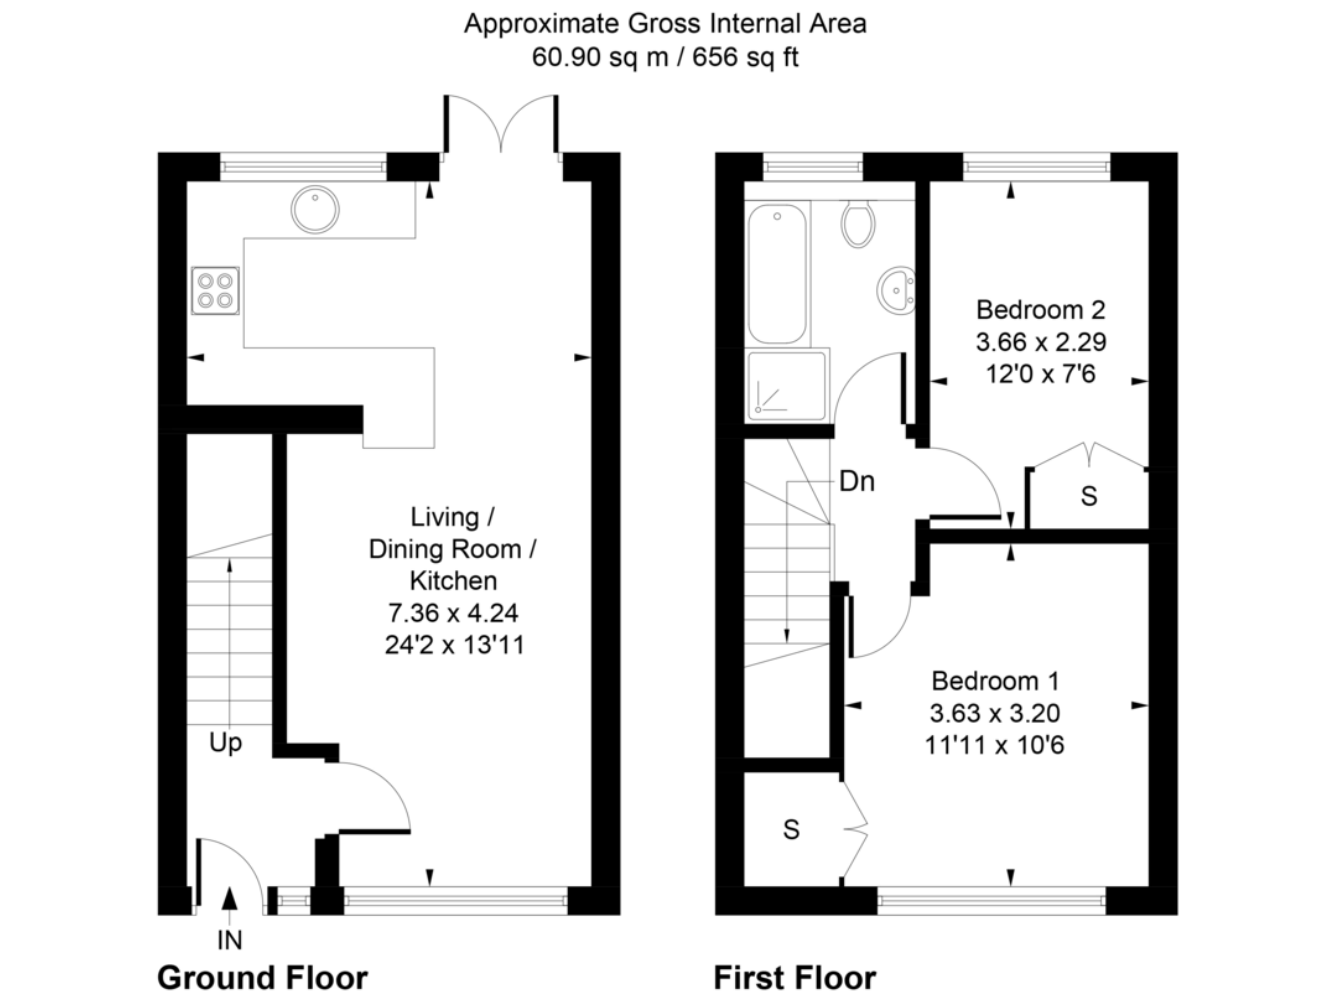 Approximate Gross Internal Area
60.90 sq m / 656 sq ft
Living /
Dining Room /
Kitchen
7.36 x 4.24
24'2 x 13'11
Up
IN
Ground Floor
Bedroom 2
3.66 x 2.29
12'0 x 7'6
Dn
S
Bedroom 1
3.63 x 3.20
11'11 x 10'6
S
First Floor